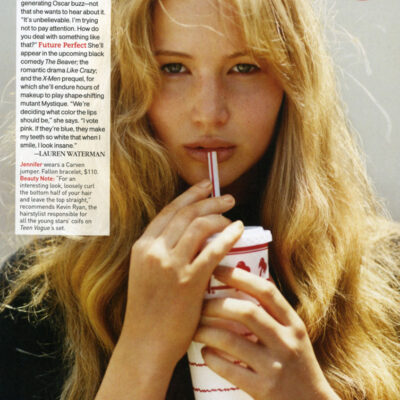 generating Oscar buzz—not
that she wants to hear about it.
"It's unbelievable. I'm trying
not to pay attention. How do
you deal with something like
that?" Future Perfect She'll
appear in the upcoming black
comedy The Beaver; the
romantic drama Like Crazy;
and the X-Men prequel, for
which she'll endure hours of
makeup to play shape-shifting
mutant Mystique. "We're
deciding what color the lips
should be," she says. "I vote
pink. If they're blue, they make
my teeth so white that when I
smile, I look insane."
—LAUREN WATERMAN
Jennifer wears a Carven
jumper. Fallon bracelet, $110.
Beauty Note: "For an
interesting look, loosely curl
the bottom half of your hair
and leave the top straight,"
recommends Kevin Ryan, the
hairstylist responsible for
all the young stars' coifs on
Teen Vogue's set.